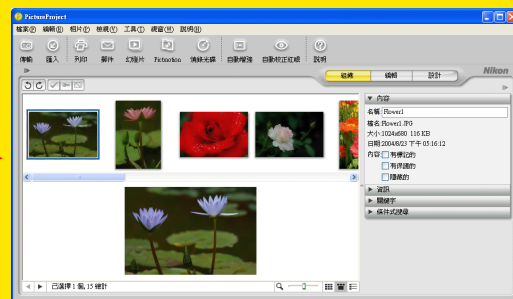 PictureProject
檔案(F) 編輯(E) 相片(P) 檢視(V) 工具(T) 視窗(W) 說明(H)
傳輸 匯入 列印 郵件 幻燈片 Pictmotion 燒錄光碟 自動增強 自動校正紅眼 說明
組織 編輯 設計 Nikon
內容
名稱: Flower1
檔名:Flower1.JPG
大小:1024x680 116 KB
日期:2004/8/23 下午 03:16:12
內容: 有標記的
有保護的
隱藏的
資訊
關鍵字
條件式搜尋
已選擇 1 個, 15 總計